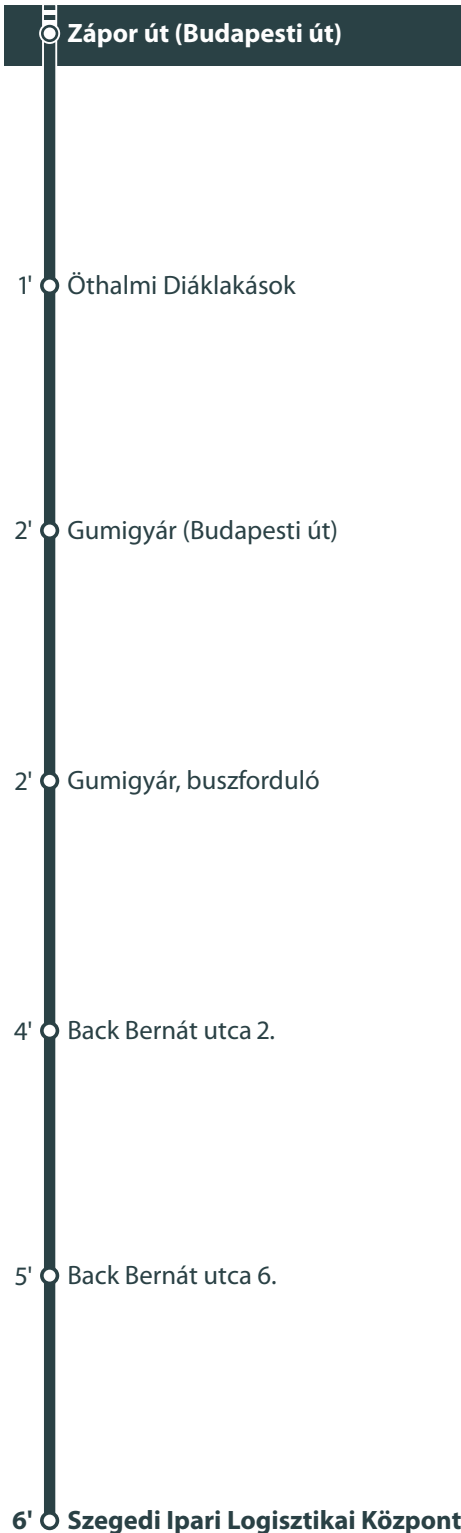 Zápor út (Budapesti út)
1' Öthalmi Diáklakások
2' Gumigyár (Budapesti út)
2' Gumigyár, buszforduló
4' Back Bernát utca 2.
5' Back Bernát utca 6.
6' Szegedi Ipari Logisztikai Központ